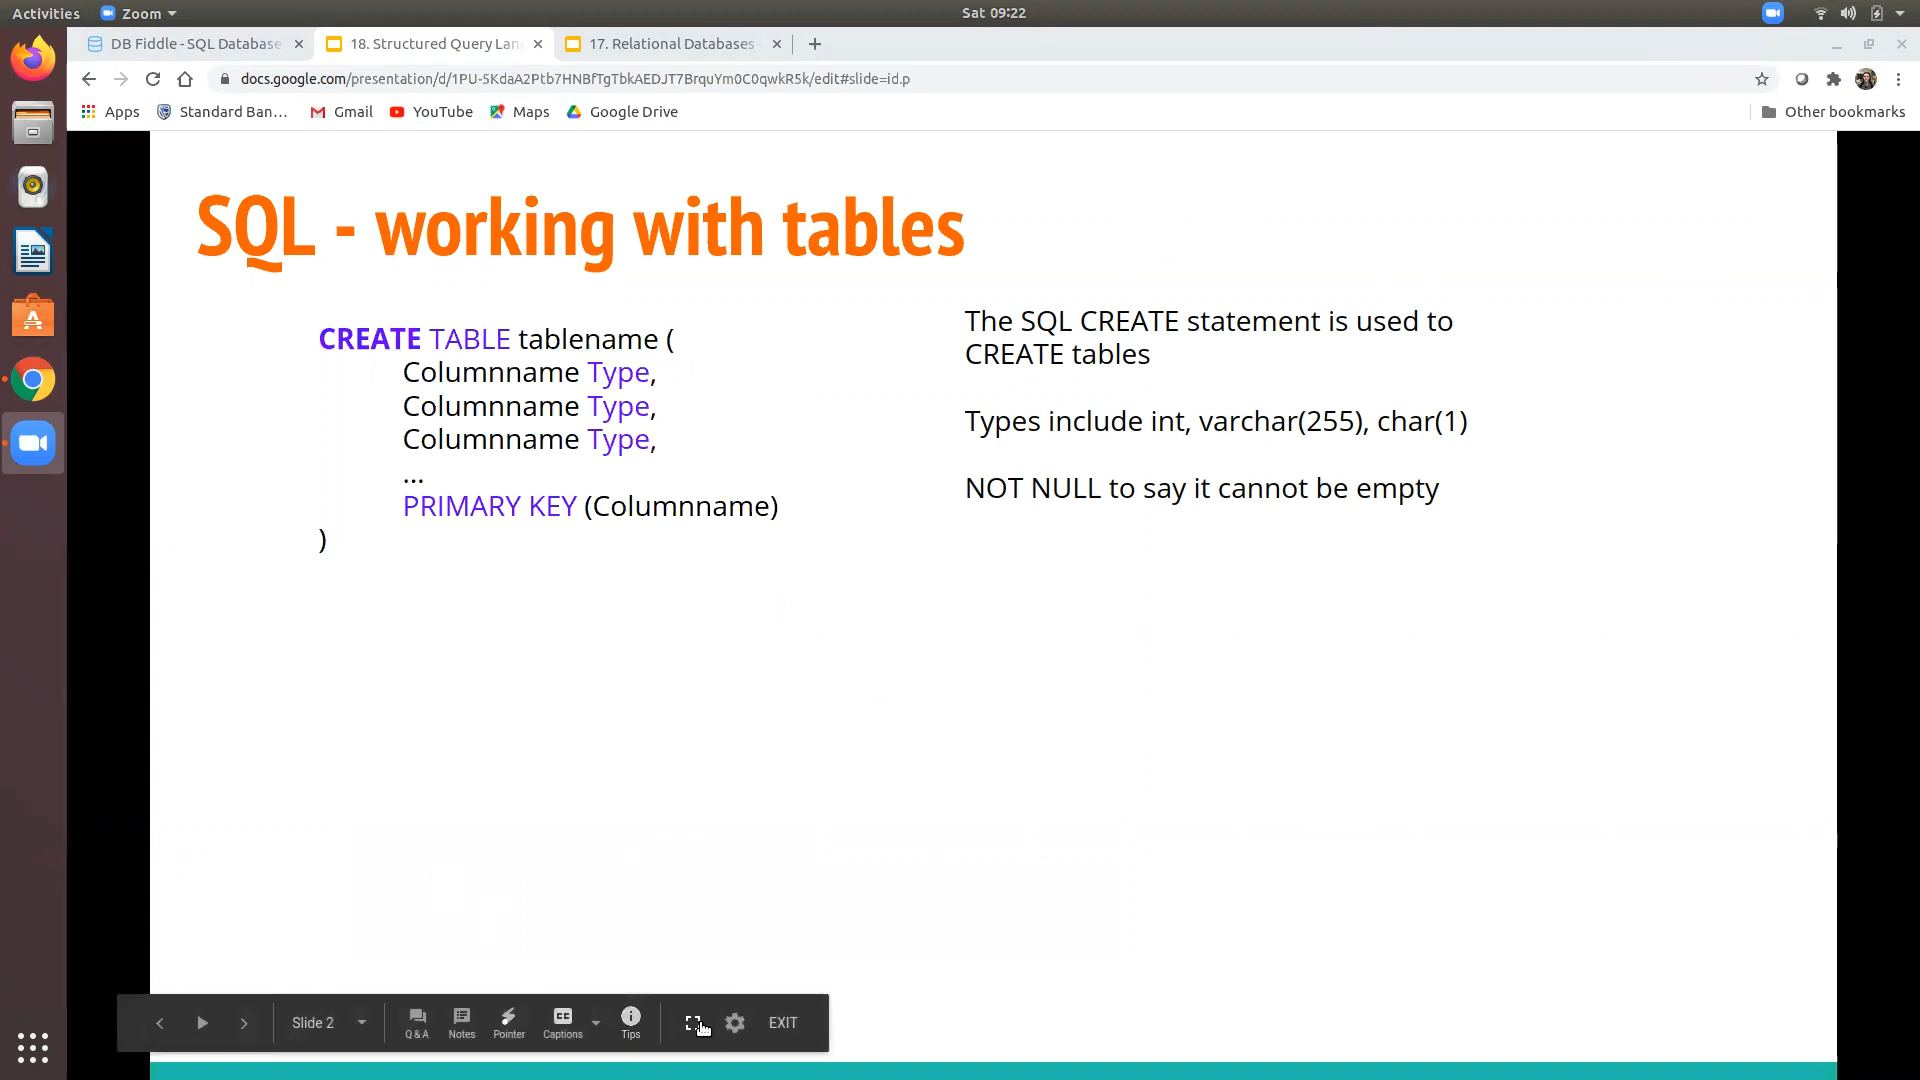 Activities Zoom Sat 09:22
DB Fiddle - SQL Database 18. Structured Query Lan 17. Relational Databases
docs.google.com/presentation/d/1PU-5KdaA2Ptb7HNBfTgTbkAEDJT7BrquYm0C0qwkR5k/edit#slide=id.p
Apps Standard Ban... Gmail YouTube Maps Google Drive Other bookmarks
SQL - working with tables
CREATE TABLE tablename (
Columnname Type,
Columnname Type,
Columnname Type,
...
PRIMARY KEY (Columnname)
)
The SQL CREATE statement is used to
CREATE tables
Types include int, varchar(255), char(1)
NOT NULL to say it cannot be empty
Slide 2 Q & A Notes Pointer Captions Tips EXIT